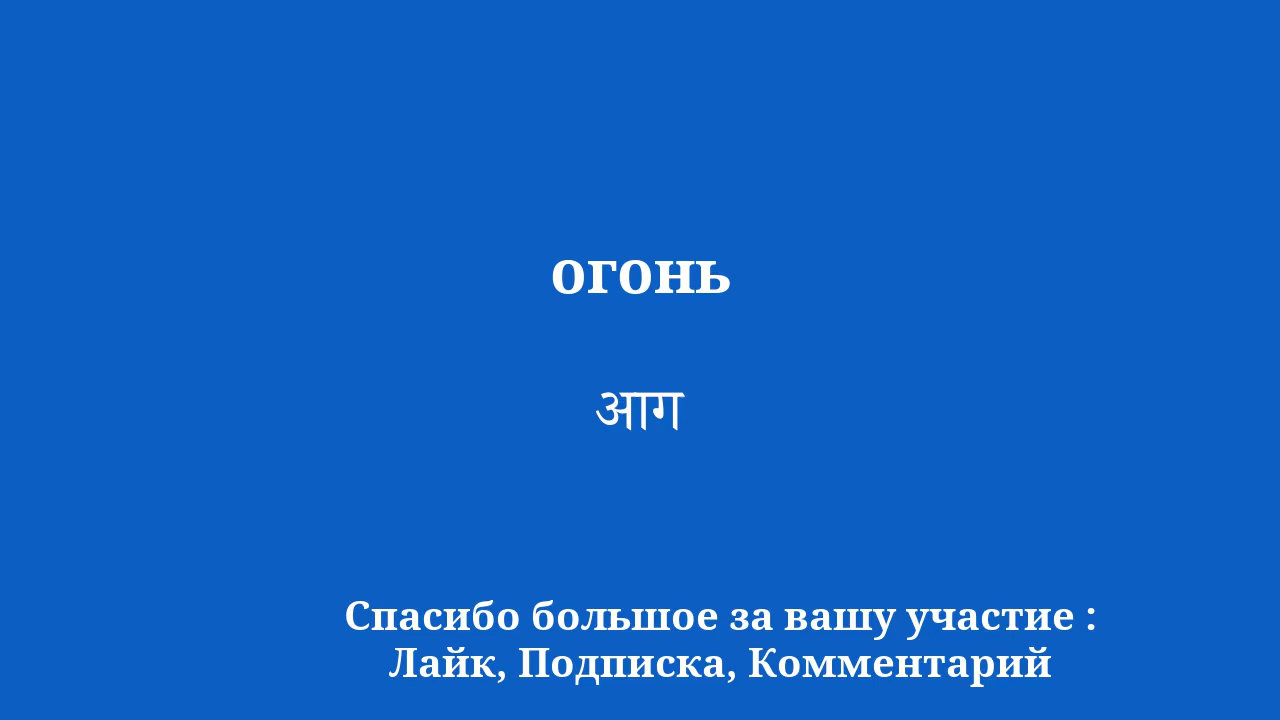 огонь
आग
Спасибо большое за вашу участие :
Лайк, Подписка, Комментарий